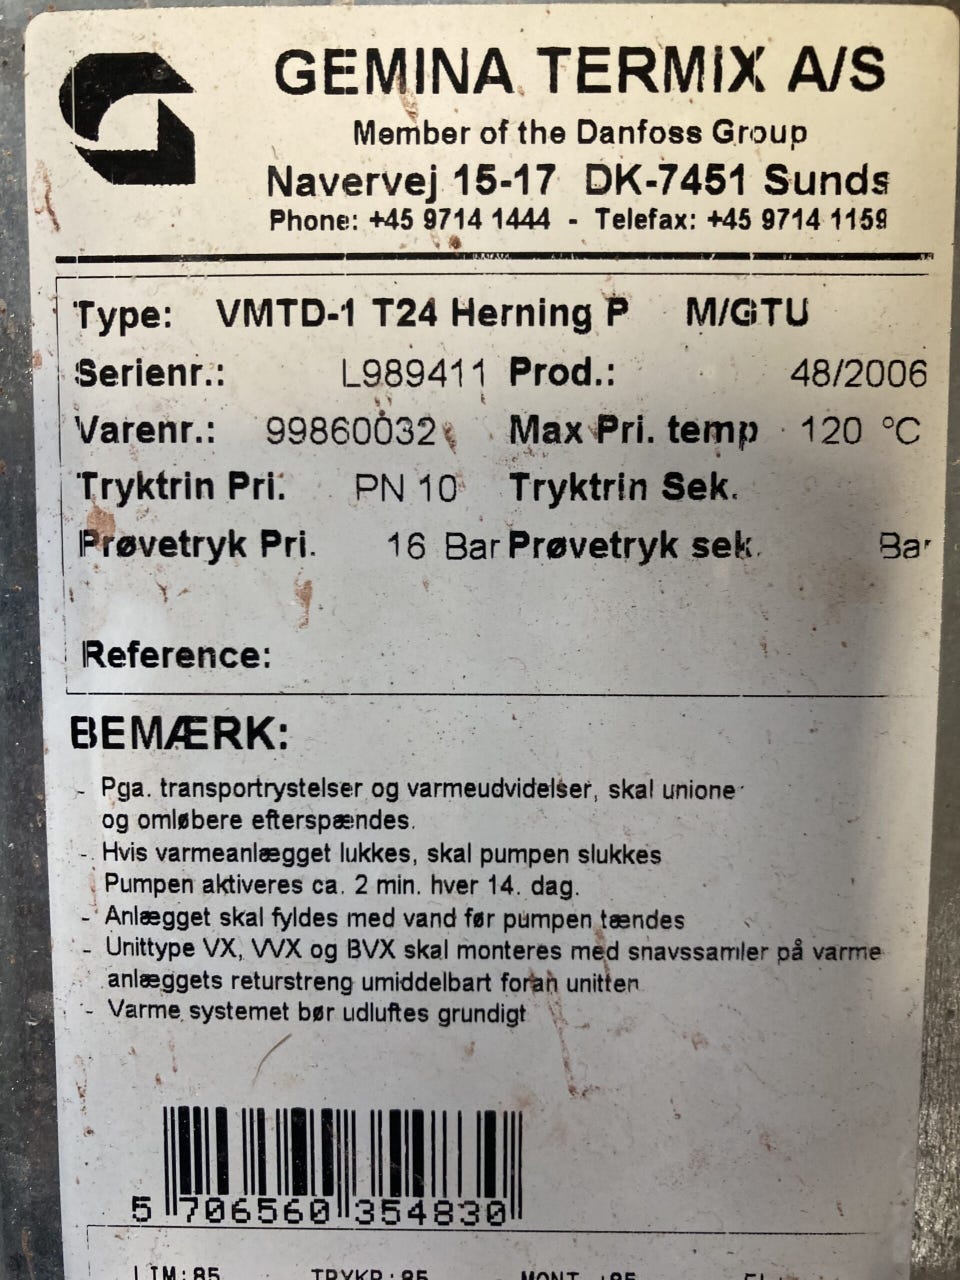 GEMINA TERMIX A/S
Member of the Danfoss Group
Navervej 15-17 DK-7451 Sunds
Phone: +45 9714 1444 - Telefax: +45 9714 1159
Type: VMTD-1 T24 Herning P M/GTU
Serienr.: L989411 Prod.: 48/2006
Varenr.: 99860032 Max Pri. temp 120 °C
Tryktrin Pri. PN 10 Tryktrin Sek.
Prøvetryk Pri. 16 Bar Prøvetryk sek. Bar
Reference:
BEMÆRK:
- Pga. transportrystelser og varmeudvidelser, skal unione
og omløbere efterspændes.
- Hvis varmeanlægget lukkes, skal pumpen slukkes
Pumpen aktiveres ca. 2 min. hver 14. dag.
- Anlægget skal fyldes med vand før pumpen tændes
- Unittype VX, VVX og BVX skal monteres med snavssamler på varme
anlæggets returstreng umiddelbart foran unitten
- Varme systemet bør udluftes grundigt
5 706560 354830
LIM:85 TRYKP:85 MONT